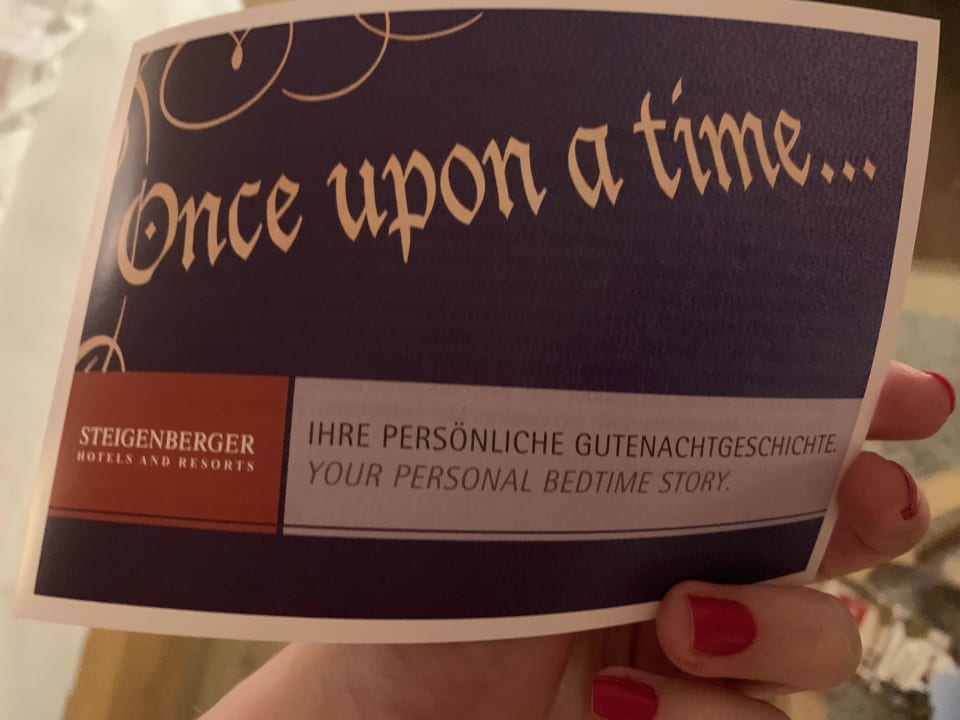 Once upon a time...
STEIGENBERGER
HOTELS AND RESORTS
IHRE PERSÖNLICHE GUTENACHTGESCHICHTE.
YOUR PERSONAL BEDTIME STORY.